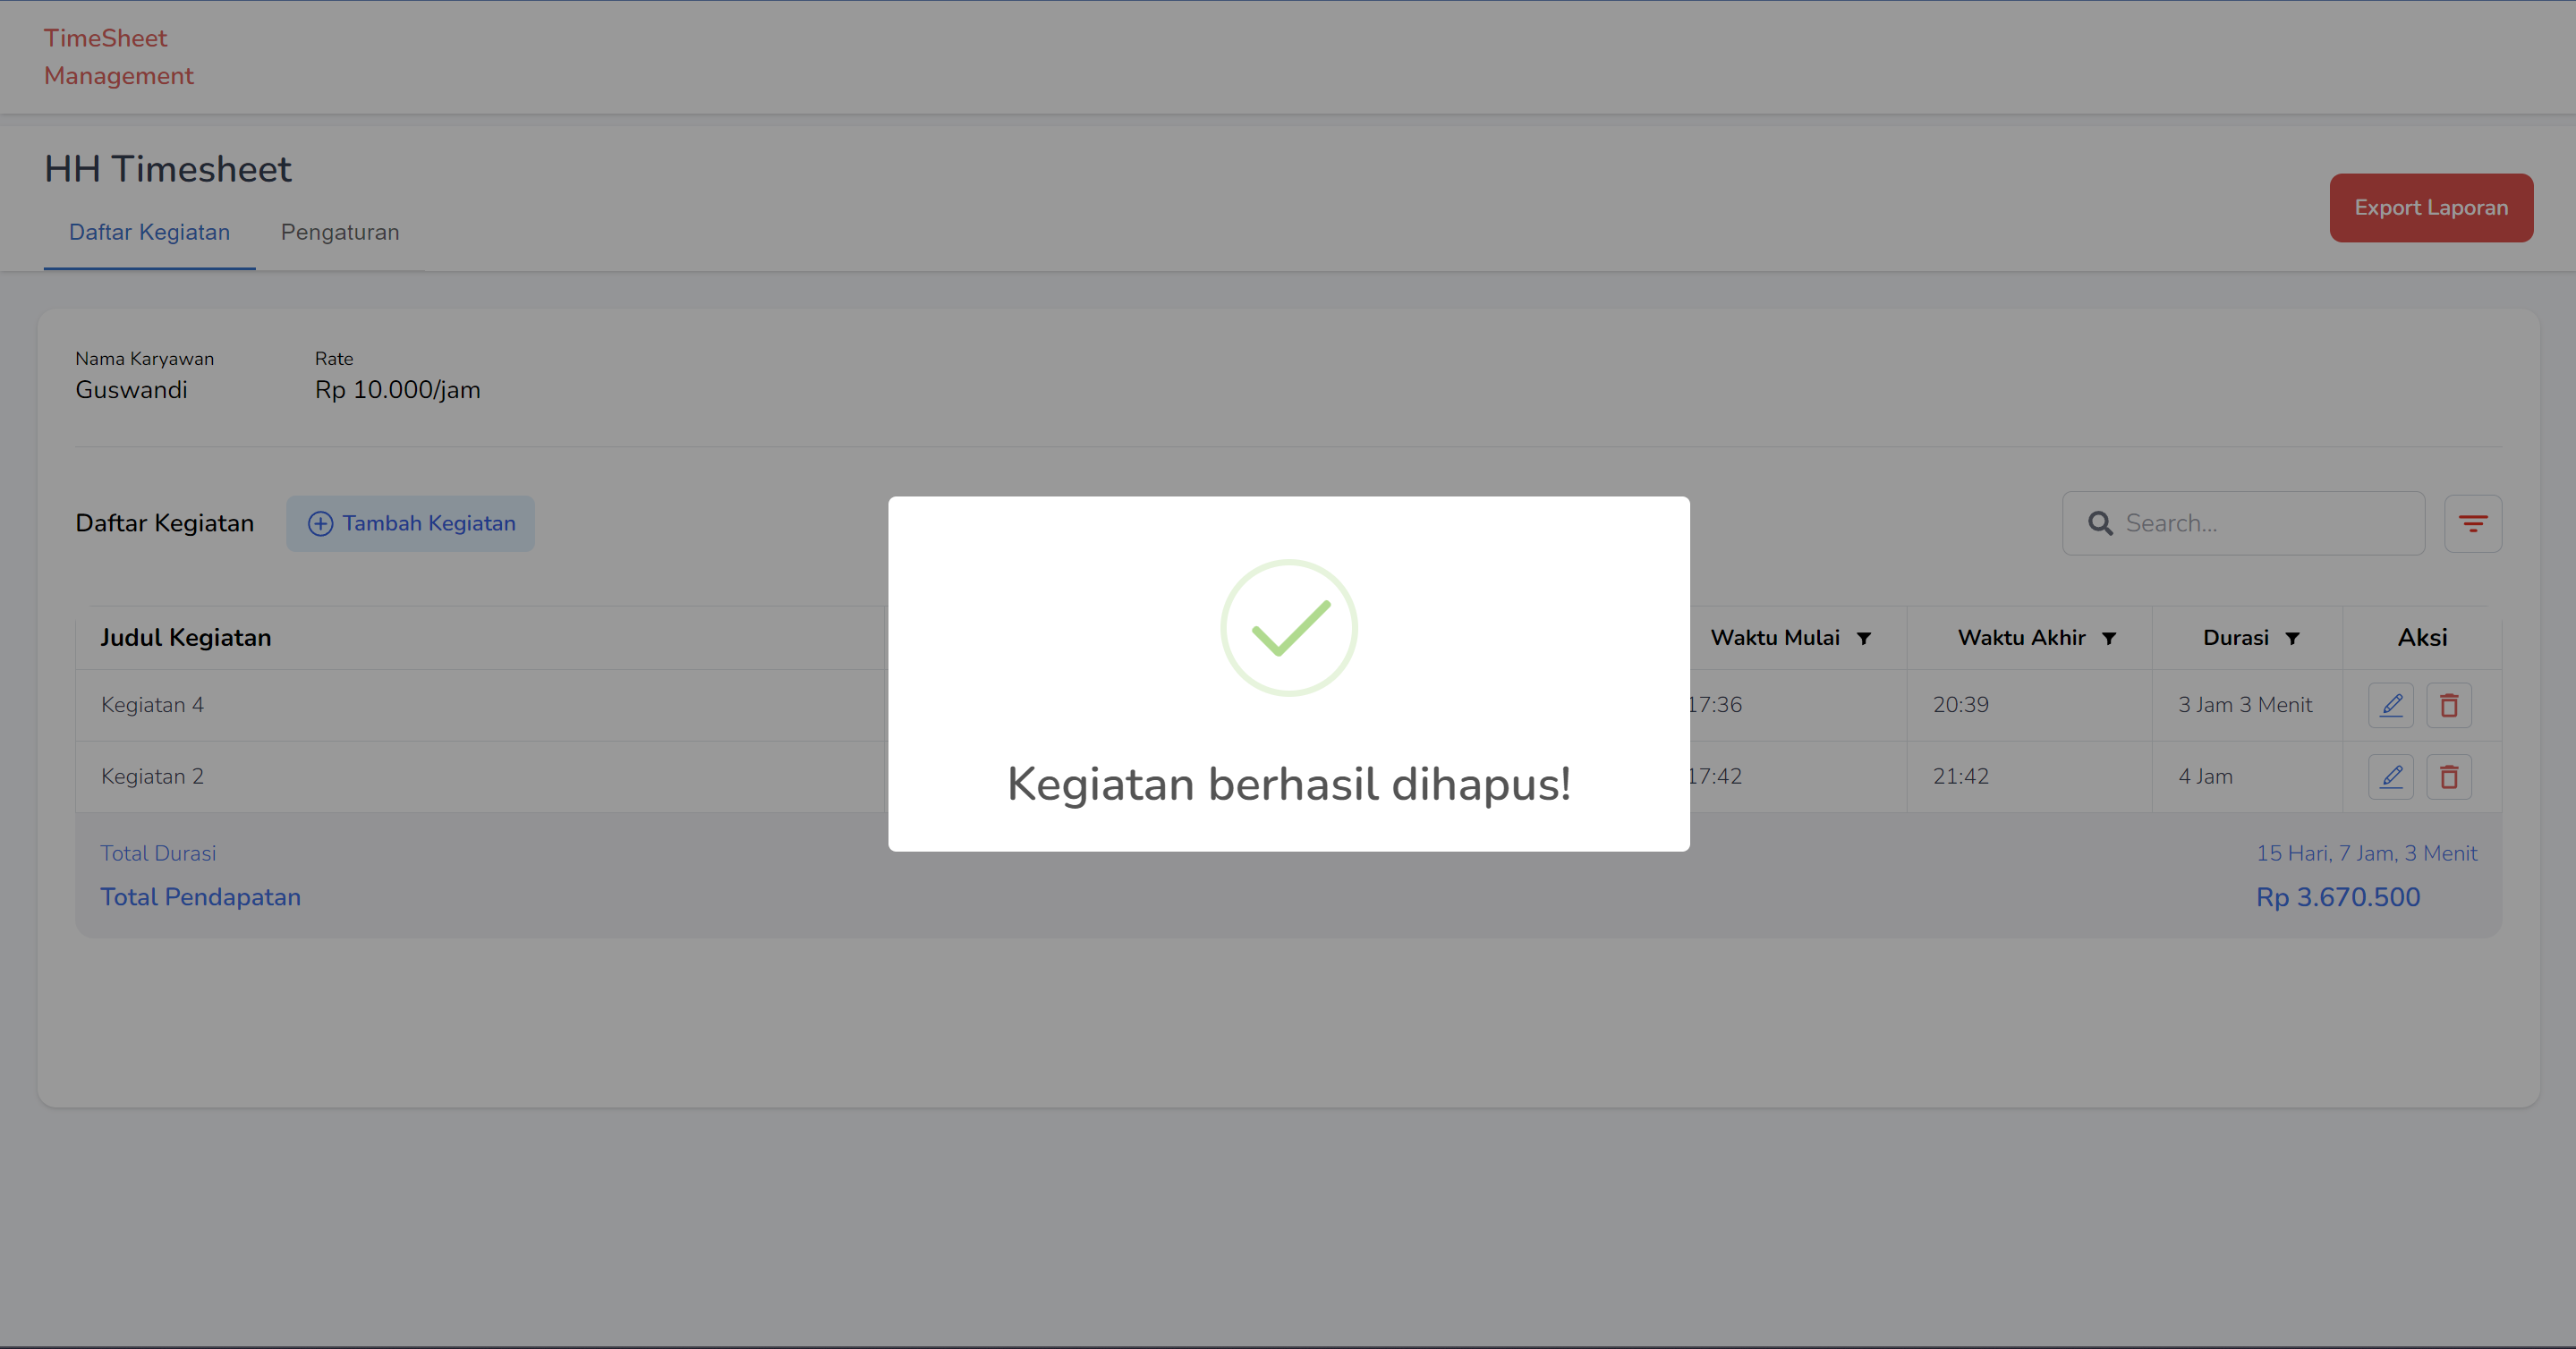 TimeSheet
Management
HH Timesheet
Export Laporan
Daftar Kegiatan Pengaturan
Nama Karyawan Rate
Guswandi Rp 10.000/jam
Daftar Kegiatan Tambah Kegiatan Search...
Judul Kegiatan Waktu Mulai Waktu Akhir Durasi Aksi
Kegiatan 4 17:36 20:39 3 Jam 3 Menit
Kegiatan 2 17:42 21:42 4 Jam
Kegiatan berhasil dihapus!
Total Durasi 15 Hari, 7 Jam, 3 Menit
Total Pendapatan Rp 3.670.500